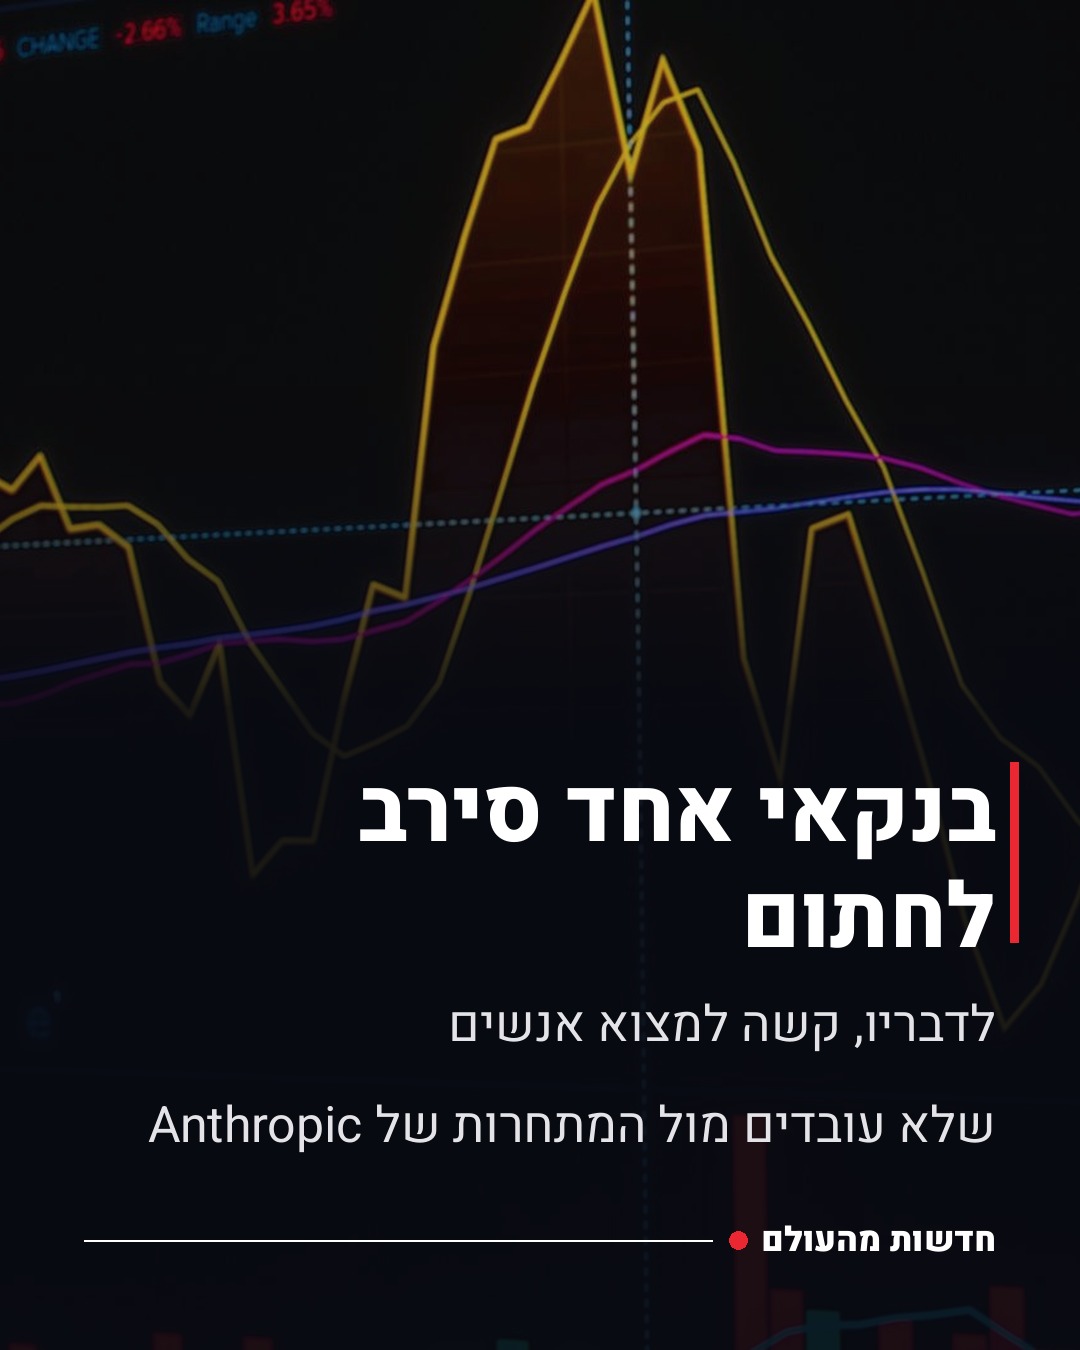 CHANGE -2.66% Range 3.65%
בנקאי אחד סירב
לחתום
לדבריו, קשה למצוא אנשים
שלא עובדים מול המתחרות של Anthropic
חדשות מהעולם